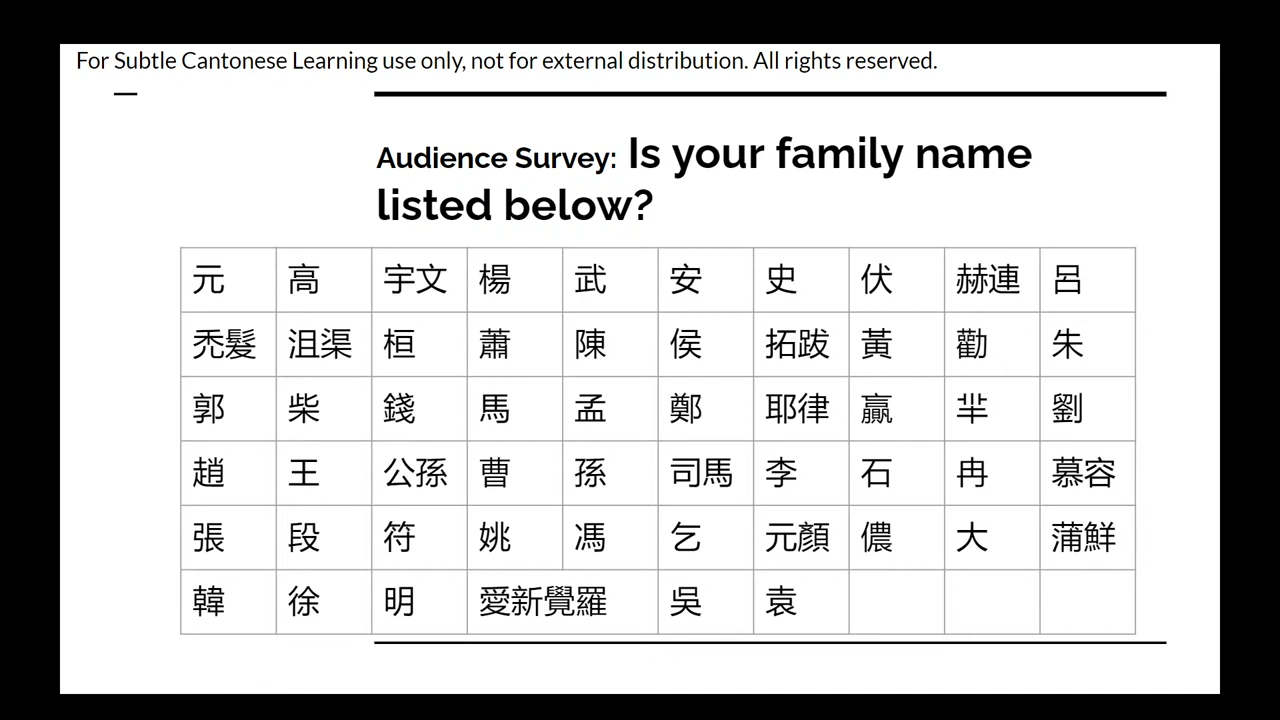 For Subtle Cantonese Learning use only, not for external distribution. All rights reserved.
Audience Survey: Is your family name
listed below?
元 高 宇文 楊 武 安 史 伏 赫連 呂
禿髮 沮渠 桓 蕭 陳 侯 拓跋 黃 勸 朱
郭 柴 錢 馬 孟 鄭 耶律 贏 羋 劉
趙 王 公孫 曹 孫 司馬 李 石 冉 慕容
張 段 符 姚 馮 乞 元顏 儂 大 蒲鮮
韓 徐 明 愛新覺羅 吳 袁